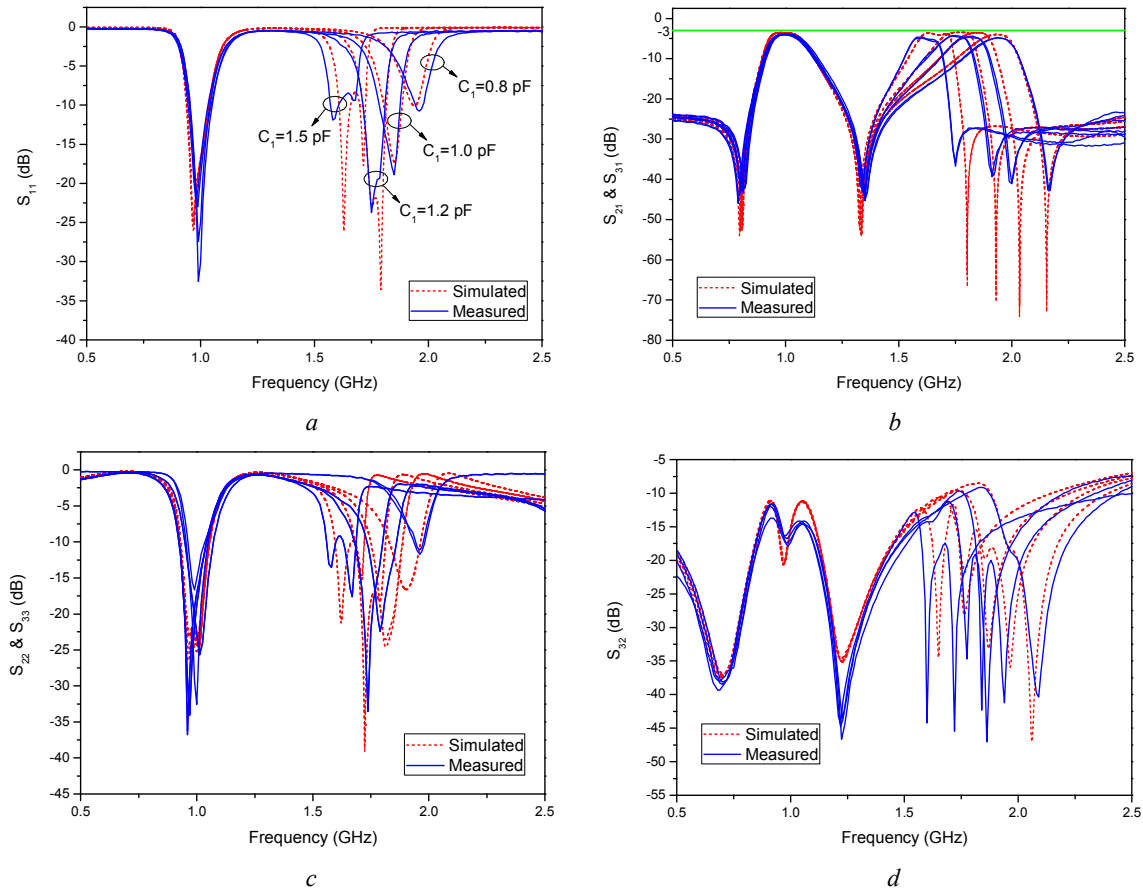 0
-5
-10
-15
-20
-25
-30
-35
-40
S11 (dB)
0.5 1.0 1.5 2.0 2.5
Frequency (GHz)
C1=0.8 pF
C1=1.5 pF
C1=1.0 pF
C1=1.2 pF
Simulated
Measured
a
0
-3
-10
-20
-30
-40
-50
-60
-70
-80
S21 & S31 (dB)
0.5 1.0 1.5 2.0 2.5
Frequency (GHz)
Simulated
Measured
b
0
-5
-10
-15
-20
-25
-30
-35
-40
-45
S22 & S33 (dB)
0.5 1.0 1.5 2.0 2.5
Frequency (GHz)
Simulated
Measured
c
-5
-10
-15
-20
-25
-30
-35
-40
-45
-50
-55
S32 (dB)
0.5 1.0 1.5 2.0 2.5
Frequency (GHz)
Simulated
Measured
d